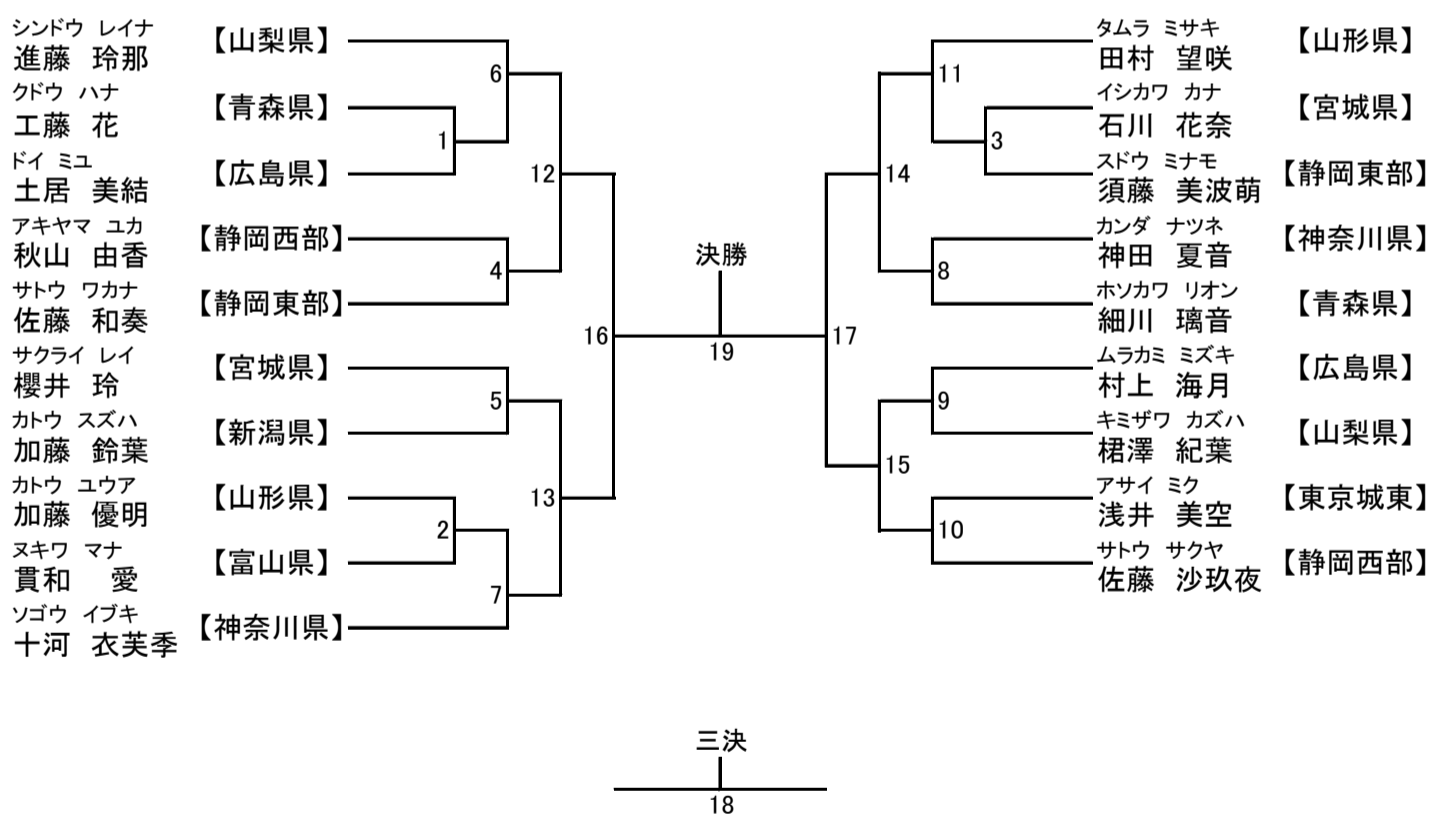 シンドウ レイナ
進藤 玲那 【山梨県】
クドウ ハナ
工藤 花 【青森県】
ドイ ミユ
土居 美結 【広島県】
アキヤマ ユカ
秋山 由香 【静岡西部】
サトウ ワカナ
佐藤 和奏 【静岡東部】
サクライ レイ
櫻井 玲 【宮城県】
カトウ スズハ
加藤 鈴葉 【新潟県】
カトウ ユウア
加藤 優明 【山形県】
ヌキワ マナ
貫和 愛 【富山県】
ソゴウ イブキ
十河 衣芙季 【神奈川県】
6
1
12
4
16
5
13
2
7
決勝
19
11
3
14
8
17
9
15
10
タムラ ミサキ
田村 望咲 【山形県】
イシカワ カナ
石川 花奈 【宮城県】
スドウ ミナモ
須藤 美波萌 【静岡東部】
カンダ ナツネ
神田 夏音 【神奈川県】
ホソカワ リオン
細川 璃音 【青森県】
ムラカミ ミズキ
村上 海月 【広島県】
キミザワ カズハ
桾澤 紀葉 【山梨県】
アサイ ミク
浅井 美空 【東京城東】
サトウ サクヤ
佐藤 沙玖夜 【静岡西部】
三決
18